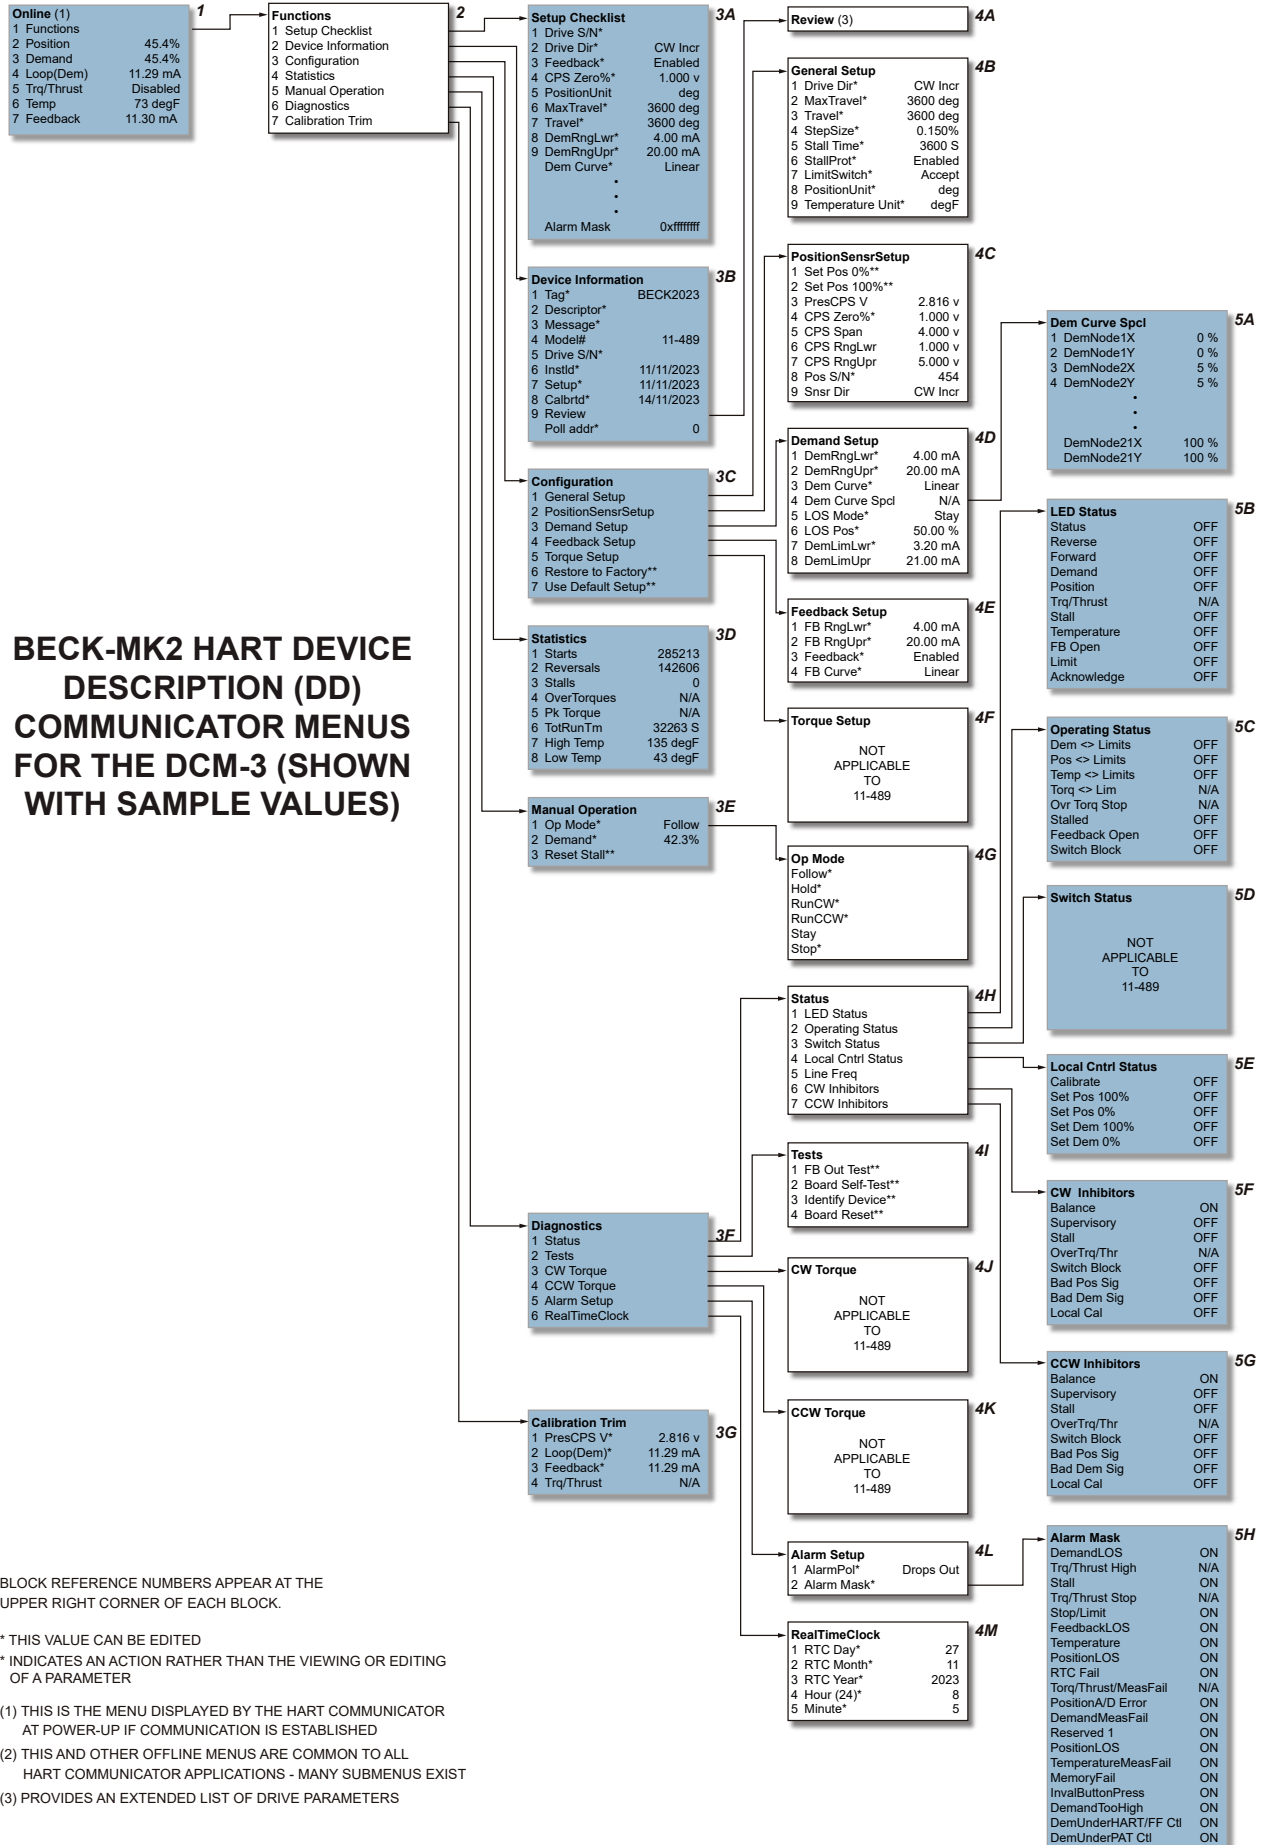 Online (1)
1 Functions
2 Position 45.4%
3 Demand 45.4%
4 Loop(Dem) 11.29 mA
5 Trq/Thrust Disabled
6 Temp 73 degF
7 Feedback 11.30 mA
1
Functions
1 Setup Checklist
2 Device Information
3 Configuration
4 Statistics
5 Manual Operation
6 Diagnostics
7 Calibration Trim
2
Setup Checklist
1 Drive S/N*
2 Drive Dir* CW Incr
3 Feedback* Enabled
4 CPS Zero%* 1.000 v
5 PositionUnit deg
6 MaxTravel* 3600 deg
7 Travel* 3600 deg
8 DemRngLwr* 4.00 mA
9 DemRngUpr* 20.00 mA
Dem Curve* Linear
•
•
•
Alarm Mask 0xffffffff
3A
Device Information
1 Tag* BECK2023
2 Descriptor*
3 Message*
4 Model# 11-489
5 Drive S/N*
6 Instld* 11/11/2023
7 Setup* 11/11/2023
8 Calbrtd* 14/11/2023
9 Review
Poll addr* 0
3B
Configuration
1 General Setup
2 PositionSensrSetup
3 Demand Setup
4 Feedback Setup
5 Torque Setup
6 Restore to Factory**
7 Use Default Setup**
3C
Statistics
1 Starts 285213
2 Reversals 142606
3 Stalls 0
4 OverTorques N/A
5 Pk Torque N/A
6 TotRunTm 32263 S
7 High Temp 135 degF
8 Low Temp 43 degF
3D
Manual Operation
1 Op Mode* Follow
2 Demand* 42.3%
3 Reset Stall**
3E
Diagnostics
1 Status
2 Tests
3 CW Torque
4 CCW Torque
5 Alarm Setup
6 RealTimeClock
3F
Calibration Trim
1 PresCPS V* 2.816 v
2 Loop(Dem)* 11.29 mA
3 Feedback* 11.29 mA
4 Trq/Thrust N/A
3G
Review (3)
4A
General Setup
1 Drive Dir* CW Incr
2 MaxTravel* 3600 deg
3 Travel* 3600 deg
4 StepSize* 0.150%
5 Stall Time* 3600 S
6 StallProt* Enabled
7 LimitSwitch* Accept
8 PositionUnit* deg
9 Temperature Unit* degF
4B
PositionSensrSetup
1 Set Pos 0%**
2 Set Pos 100%**
3 PresCPS V 2.816 v
4 CPS Zero%* 1.000 v
5 CPS Span 4.000 v
6 CPS RngLwr 1.000 v
7 CPS RngUpr 5.000 v
8 Pos S/N* 454
9 Snsr Dir CW Incr
4C
Demand Setup
1 DemRngLwr* 4.00 mA
2 DemRngUpr* 20.00 mA
3 Dem Curve* Linear
4 Dem Curve Spcl N/A
5 LOS Mode* Stay
6 LOS Pos* 50.00 %
7 DemLimLwr* 3.20 mA
8 DemLimUpr 21.00 mA
4D
Feedback Setup
1 FB RngLwr* 4.00 mA
2 FB RngUpr* 20.00 mA
3 Feedback* Enabled
4 FB Curve* Linear
4E
Torque Setup
NOT
APPLICABLE
TO
11-489
4F
Op Mode
Follow*
Hold*
RunCW*
RunCCW*
Stay
Stop*
4G
Status
1 LED Status
2 Operating Status
3 Switch Status
4 Local Cntrl Status
5 Line Freq
6 CW Inhibitors
7 CCW Inhibitors
4H
Tests
1 FB Out Test**
2 Board Self-Test**
3 Identify Device**
4 Board Reset**
4I
CW Torque
NOT
APPLICABLE
TO
11-489
4J
CCW Torque
NOT
APPLICABLE
TO
11-489
4K
Alarm Setup
1 AlarmPol* Drops Out
2 Alarm Mask*
4L
RealTimeClock
1 RTC Day* 27
2 RTC Month* 11
3 RTC Year* 2023
4 Hour (24)* 8
5 Minute* 5
4M
Dem Curve Spcl
1 DemNode1X 0 %
2 DemNode1Y 0 %
3 DemNode2X 5 %
4 DemNode2Y 5 %
•
•
•
DemNode21X 100 %
DemNode21Y 100 %
5A
LED Status
Status OFF
Reverse OFF
Forward OFF
Demand OFF
Position OFF
Trq/Thrust N/A
Stall OFF
Temperature OFF
FB Open OFF
Limit OFF
Acknowledge OFF
5B
Operating Status
Dem <> Limits OFF
Pos <> Limits OFF
Temp <> Limits OFF
Torq <> Lim N/A
Ovr Torq Stop N/A
Stalled OFF
Feedback Open OFF
Switch Block OFF
5C
Switch Status
NOT
APPLICABLE
TO
11-489
5D
Local Cntrl Status
Calibrate OFF
Set Pos 100% OFF
Set Pos 0% OFF
Set Dem 100% OFF
Set Dem 0% OFF
5E
CW Inhibitors
Balance ON
Supervisory OFF
Stall OFF
OverTrq/Thr N/A
Switch Block OFF
Bad Pos Sig OFF
Bad Dem Sig OFF
Local Cal OFF
5F
CCW Inhibitors
Balance ON
Supervisory OFF
Stall OFF
OverTrq/Thr N/A
Switch Block OFF
Bad Pos Sig OFF
Bad Dem Sig OFF
Local Cal OFF
5G
Alarm Mask
DemandLOS ON
Trq/Thrust High N/A
Stall ON
Trq/Thrust Stop N/A
Stop/Limit ON
FeedbackLOS ON
Temperature ON
PositionLOS ON
RTC Fail ON
Torq/Thrust/MeasFail N/A
PositionA/D Error ON
DemandMeasFail ON
Reserved 1 ON
PositionLOS ON
TemperatureMeasFail ON
MemoryFail ON
InvalButtonPress ON
DemandTooHigh ON
DemUnderHART/FF Ctl ON
DemUnderPAT Ctl ON
5H
BECK-MK2 HART DEVICE
DESCRIPTION (DD)
COMMUNICATOR MENUS
FOR THE DCM-3 (SHOWN
WITH SAMPLE VALUES)
BLOCK REFERENCE NUMBERS APPEAR AT THE
UPPER RIGHT CORNER OF EACH BLOCK.
* THIS VALUE CAN BE EDITED
* INDICATES AN ACTION RATHER THAN THE VIEWING OR EDITING
OF A PARAMETER
(1) THIS IS THE MENU DISPLAYED BY THE HART COMMUNICATOR
AT POWER-UP IF COMMUNICATION IS ESTABLISHED
(2) THIS AND OTHER OFFLINE MENUS ARE COMMON TO ALL
HART COMMUNICATOR APPLICATIONS - MANY SUBMENUS EXIST
(3) PROVIDES AN EXTENDED LIST OF DRIVE PARAMETERS